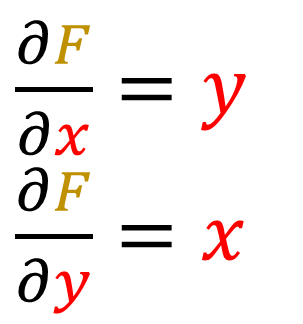 ∂F/∂x = y
∂F/∂y = x